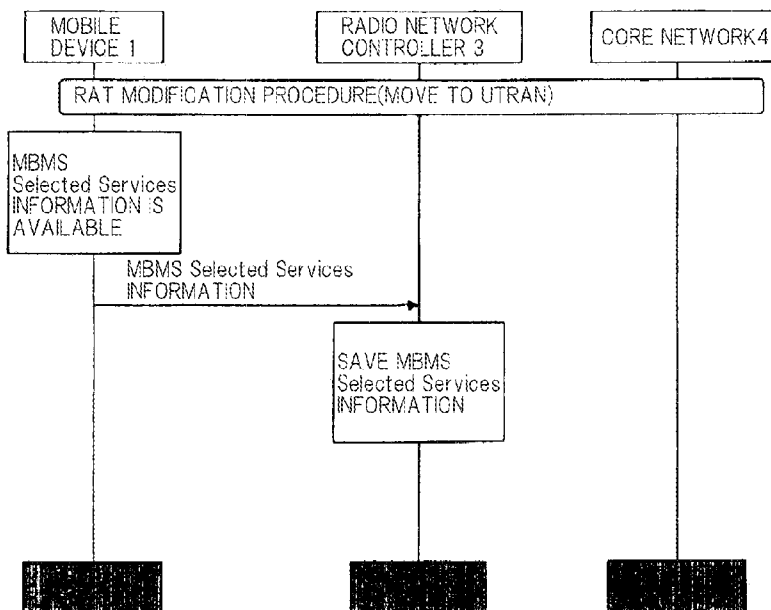 MOBILE
DEVICE 1
RADIO NETWORK
CONTROLLER 3
CORE NETWORK4
RAT MODIFICATION PROCEDURE(MOVE TO UTRAN)
MBMS
Selected Services
INFORMATION IS
AVAILABLE
MBMS Selected Services
INFORMATION
SAVE MBMS
Selected Services
INFORMATION